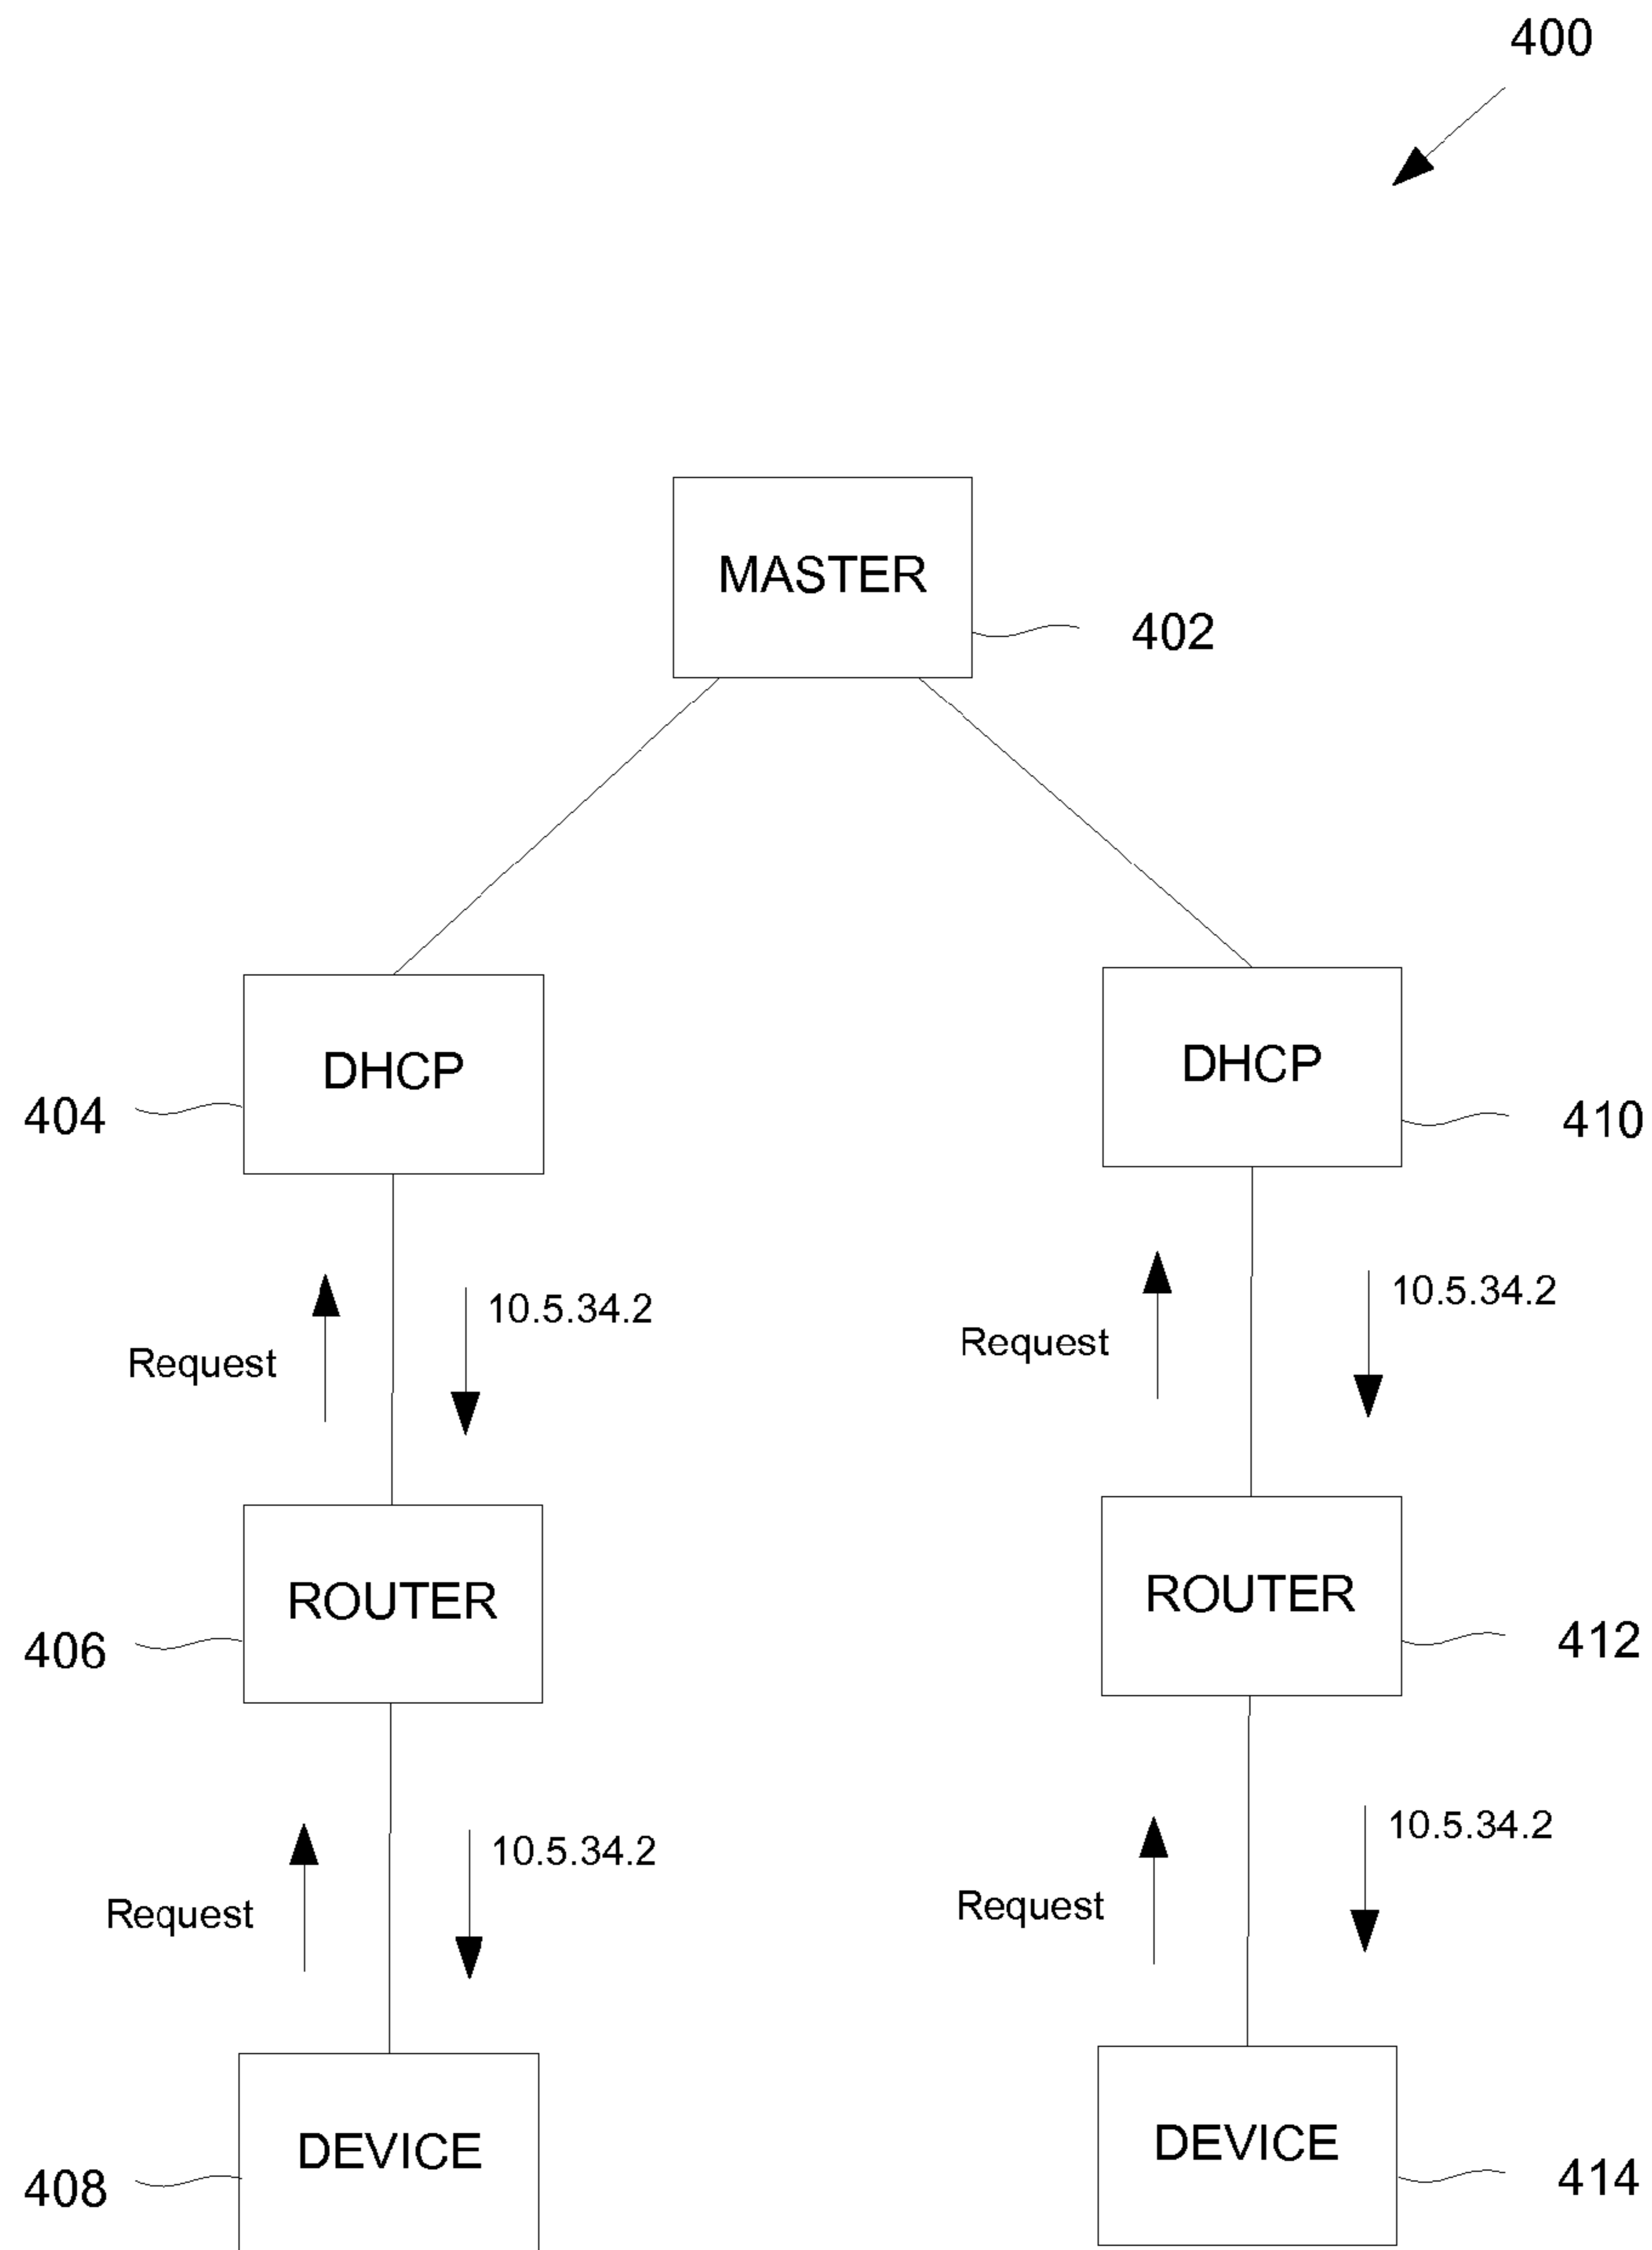 400
MASTER
402
DHCP
DHCP
404
410
10.5.34.2
10.5.34.2
Request
Request
ROUTER
ROUTER
406
412
10.5.34.2
10.5.34.2
Request
Request
DEVICE
DEVICE
408
414